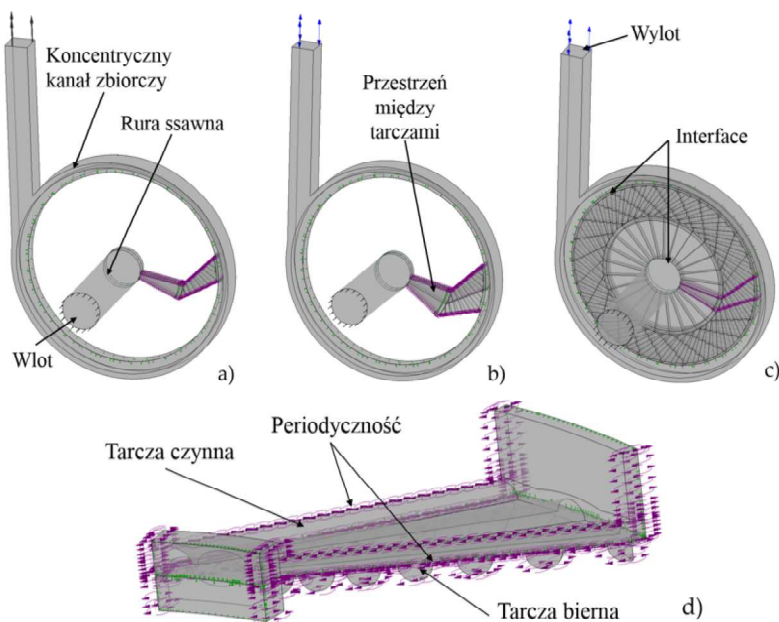 Koncentryczny
kanał zbiorczy
Rura ssawna
Wlot
a)
Przestrzeń
między
tarczami
b)
Wylot
Interface
c)
Periodyczność
Tarcza czynna
Tarcza bierna
d)